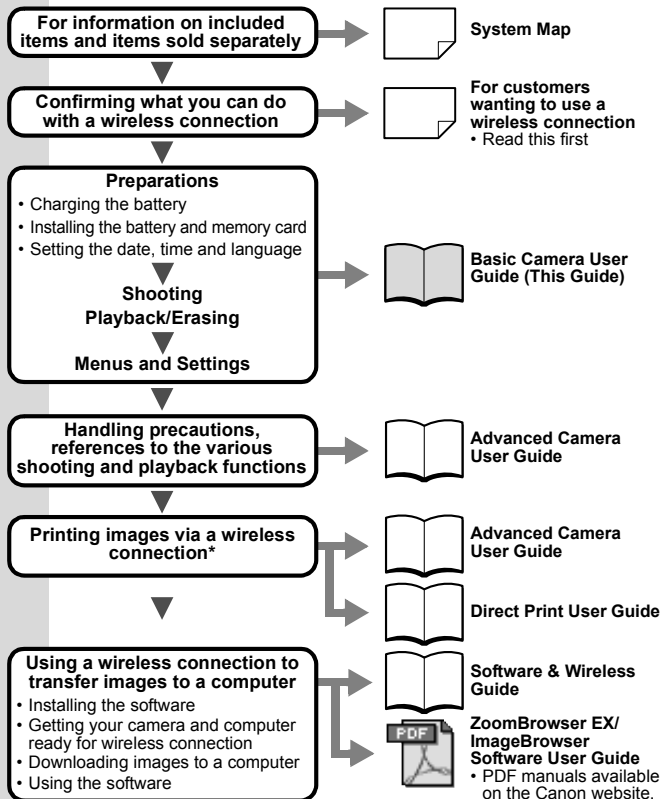 For information on included
items and items sold separately
System Map
Confirming what you can do
with a wireless connection
For customers
wanting to use a
wireless connection
• Read this first
Preparations
• Charging the battery
• Installing the battery and memory card
• Setting the date, time and language
Shooting
Playback/Erasing
Menus and Settings
Basic Camera User
Guide (This Guide)
Handling precautions,
references to the various
shooting and playback functions
Advanced Camera
User Guide
Printing images via a wireless
connection*
Advanced Camera
User Guide
Direct Print User Guide
Using a wireless connection to
transfer images to a computer
• Installing the software
• Getting your camera and computer
ready for wireless connection
• Downloading images to a computer
• Using the software
Software & Wireless
Guide
PDF
ZoomBrowser EX/
ImageBrowser
Software User Guide
• PDF manuals available
on the Canon website.